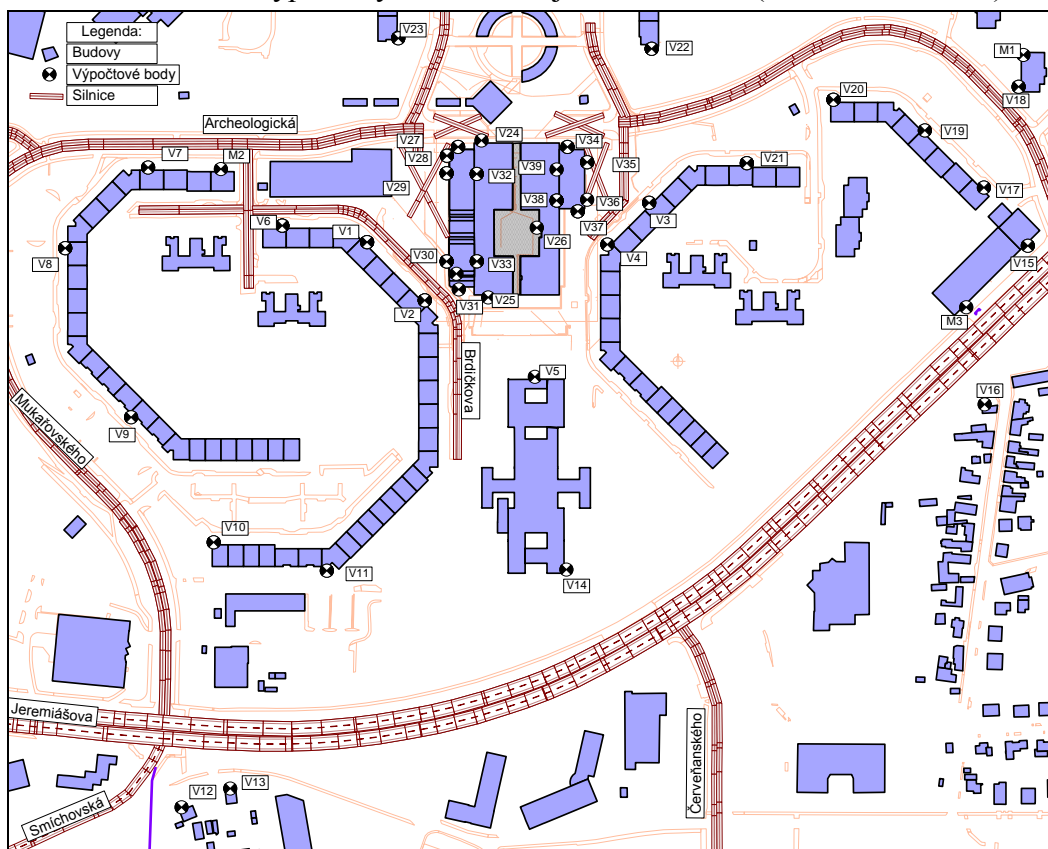 Legenda:
Budovy
Výpočtové body
Silnice
V23
V22
M1
V18
V20
V19
V17
V15
M3
V16
Archeologická
V27
V28
V24
V34
V39
V35
V7
M2
V29
V32
V38
V36
V37
V21
V3
V4
V6
V1
V8
V26
V30
V33
V31
V25
V2
Brdičkova
V5
V9
Mukařovského
V10
V11
V14
Jeremiášova
Červeňanského
V13
V12
Smíchovská